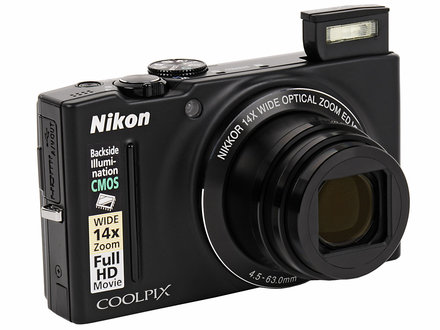 Nikon
Backside
Illumi-
nation
CMOS
WIDE
14x
Zoom
Full
HD
Movie
COOLPIX
NIKKOR 14X WIDE OPTICAL ZOOM ED
4.5-63.0mm